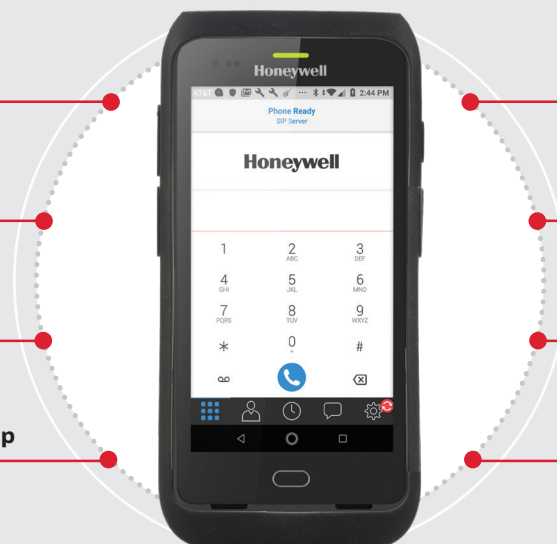 Honeywell
AT&T 2:44 PM
Phone Ready
SIP Server
Honeywell
1 2 3
ABC DEF
4 5 6
GHI JKL MNO
7 8 9
PQRS TUV WXYZ
* 0 #
+
p